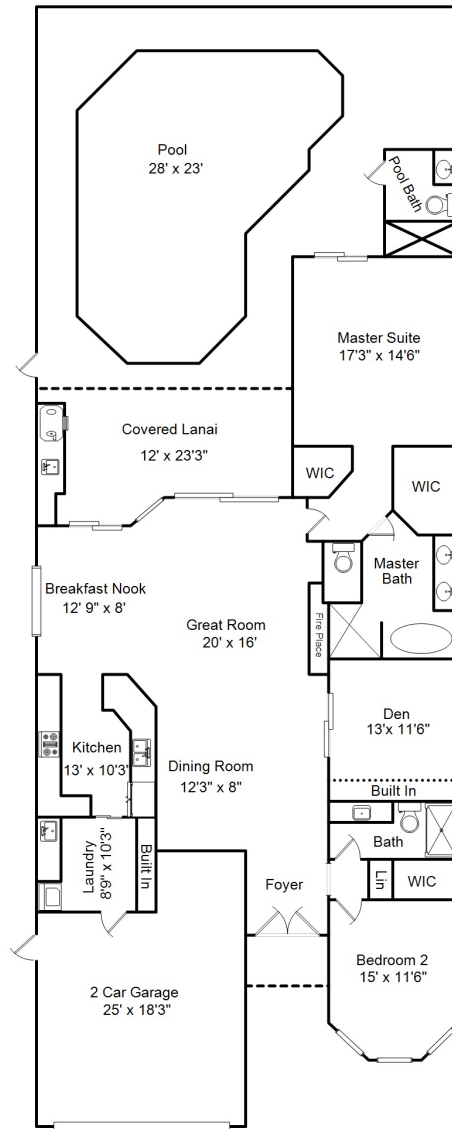 Pool
28' x 23'
Pool Bath
Master Suite
17'3" x 14'6"
Covered Lanai
12' x 23'3"
WIC
WIC
Master
Bath
Breakfast Nook
12' 9" x 8'
Great Room
20' x 16'
Fire Place
Den
13'x 11'6"
Kitchen
13' x 10'3"
Dining Room
12'3" x 8"
Built In
Bath
Laundry
8'9" x 10'3"
Built In
Foyer
Lin
WIC
Bedroom 2
15' x 11'6"
2 Car Garage
25' x 18'3"